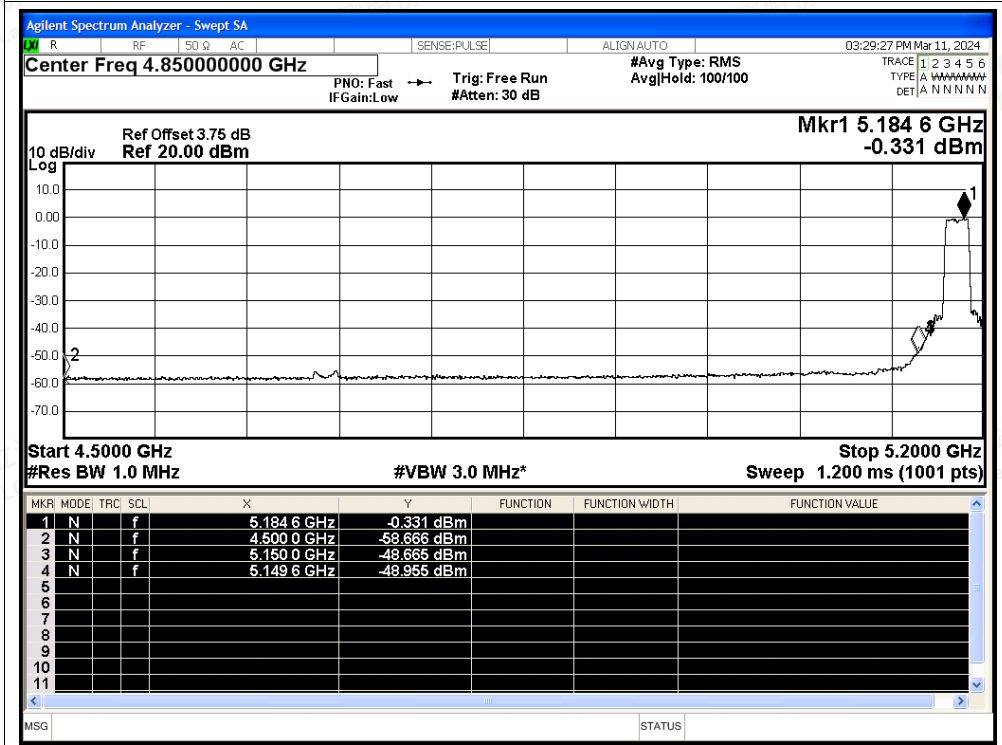 Agilent Spectrum Analyzer - Swept SA
LXI R RF 50 Ω AC SENSE:PULSE ALIGN AUTO 03:29:27 PM Mar 11, 2024
Center Freq 4.850000000 GHz
PNO: Fast
IFGain:Low
Trig: Free Run
#Atten: 30 dB
#Avg Type: RMS
Avg|Hold: 100/100
TRACE 1 2 3 4 5 6
TYPE A WWWWW
DET A N N N N N
Mkr1 5.184 6 GHz
-0.331 dBm
Ref Offset 3.75 dB
10 dB/div Ref 20.00 dBm
Log
10.0
0.00
-10.0
-20.0
-30.0
-40.0
-50.0
-60.0
-70.0
1
2
Start 4.5000 GHz Stop 5.2000 GHz
#Res BW 1.0 MHz #VBW 3.0 MHz* Sweep 1.200 ms (1001 pts)
MKR MODE TRC SCL X Y FUNCTION FUNCTION WIDTH FUNCTION VALUE
1 N f 5.184 6 GHz -0.331 dBm
2 N f 4.500 0 GHz -58.666 dBm
3 N f 5.150 0 GHz -48.665 dBm
4 N f 5.149 6 GHz -48.955 dBm
5
6
7
8
9
10
11
MSG STATUS